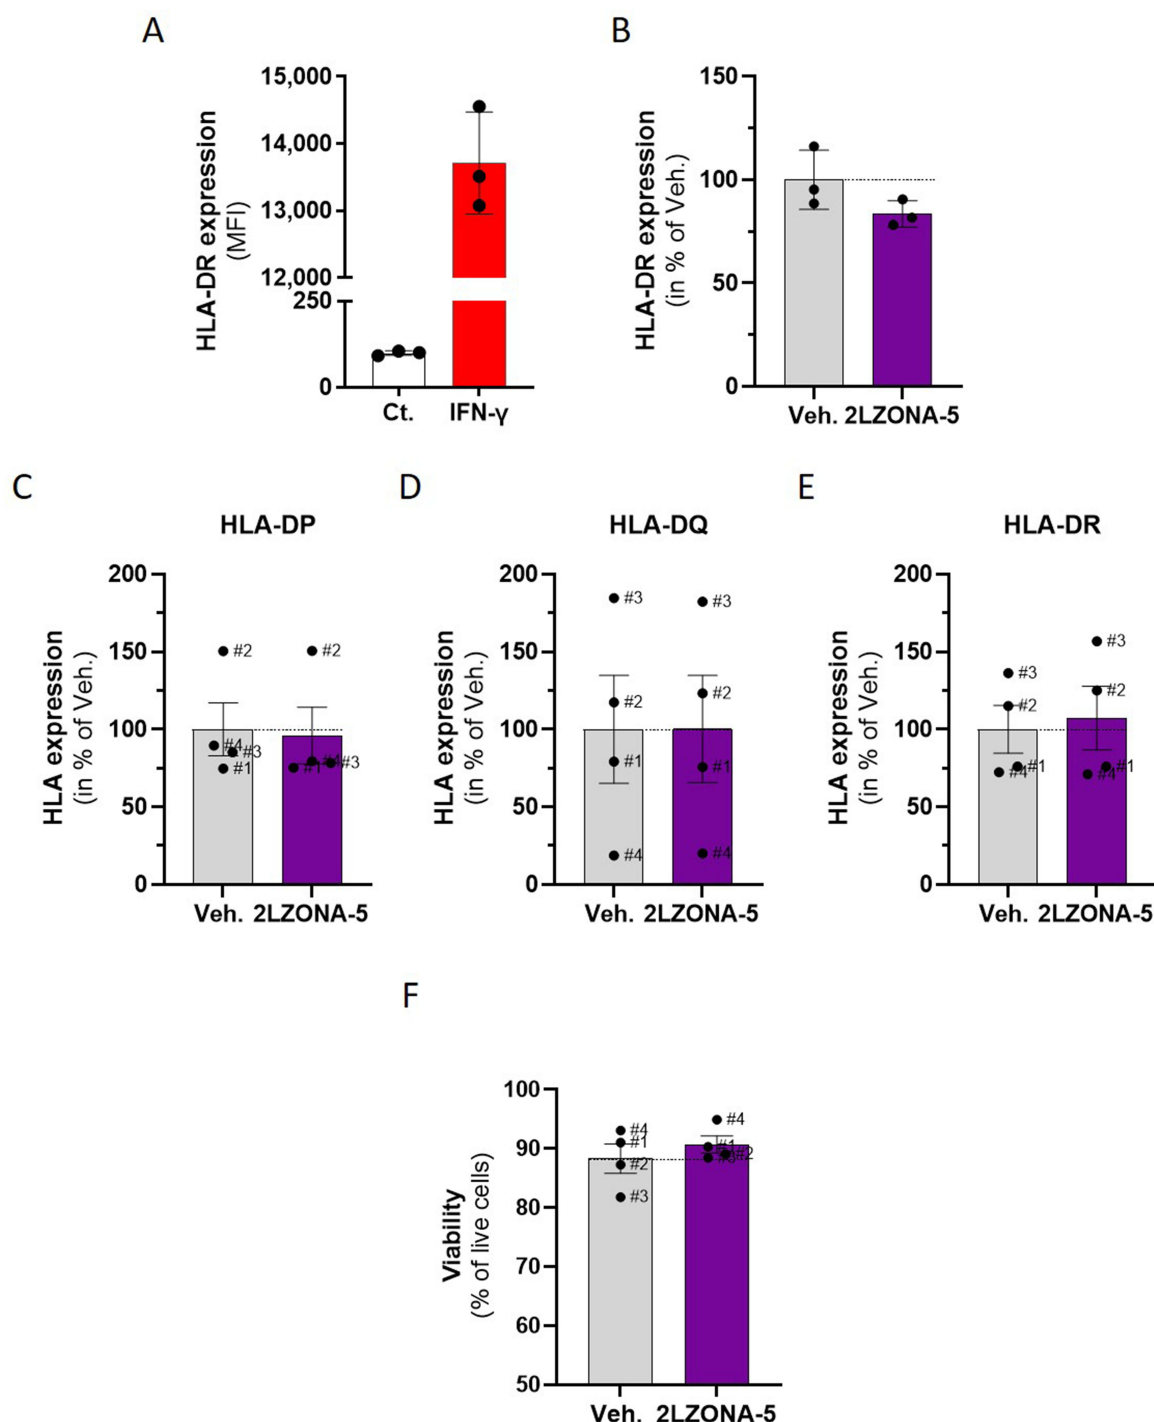 A
HLA-DR expression
(MFI)
15,000
14,000
13,000
12,000
250
0
Ct.
IFN-γ
B
HLA-DR expression
(in % of Veh.)
150
100
50
0
Veh.
2LZONA-5
C
HLA-DP
HLA expression
(in % of Veh.)
200
150
100
50
0
#2
#4
#3
#1
#2
#4
#3
#1
Veh.
2LZONA-5
D
HLA-DQ
HLA expression
(in % of Veh.)
200
150
100
50
0
#3
#2
#1
#4
#3
#2
#1
#4
Veh.
2LZONA-5
E
HLA-DR
HLA expression
(in % of Veh.)
200
150
100
50
0
#3
#2
#1
#4
#3
#2
#1
#4
Veh.
2LZONA-5
F
Viability
(% of live cells)
100
90
80
70
60
50
#4
#1
#2
#3
#4
#1
#2
#3
Veh.
2LZONA-5